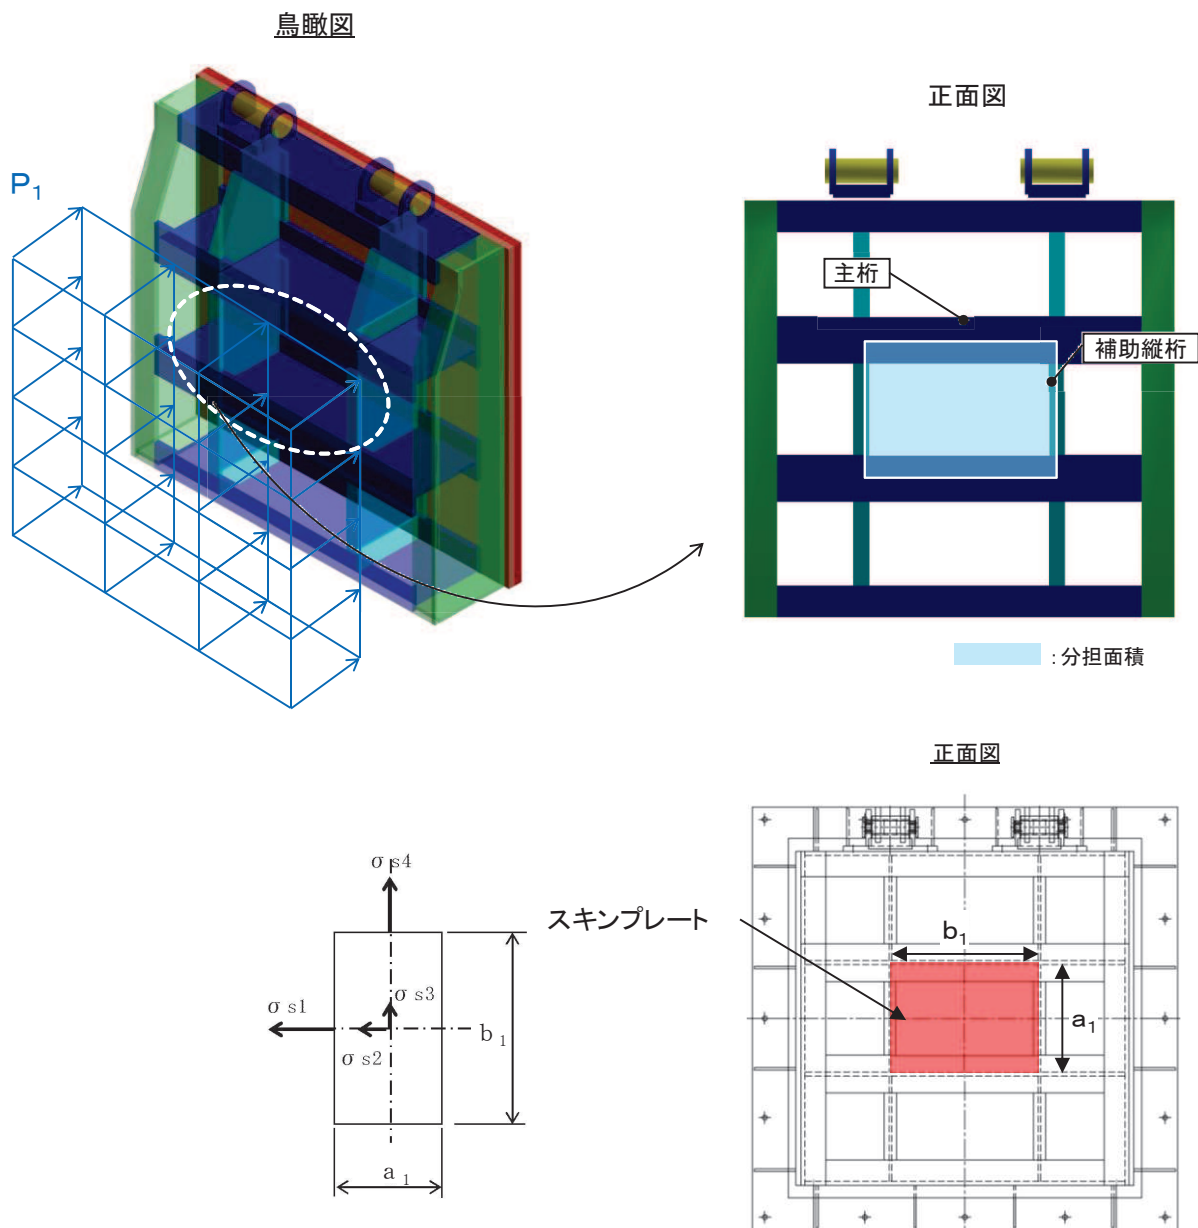 鳥瞰図
正面図
P₁
主桁
補助縦桁
:分担面積
正面図
σ s4
スキンプレート
b₁
σ s3
σ s1
b ₁
σ s2
a₁
a ₁